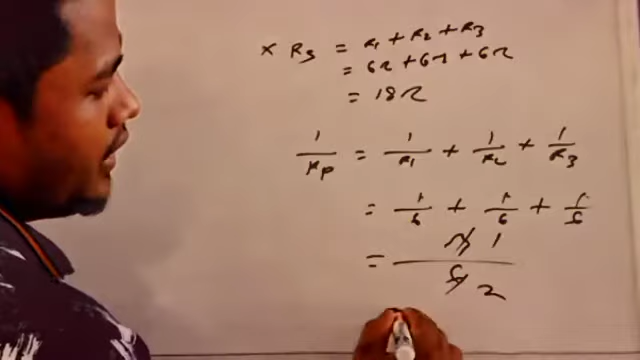 × Rs = R1 + R2 + R3
= 6Ω + 6Ω + 6Ω
= 18Ω
1/Rp = 1/R1 + 1/R2 + 1/R3
= 1/6 + 1/6 + 1/6
= 3 1 / 6 2